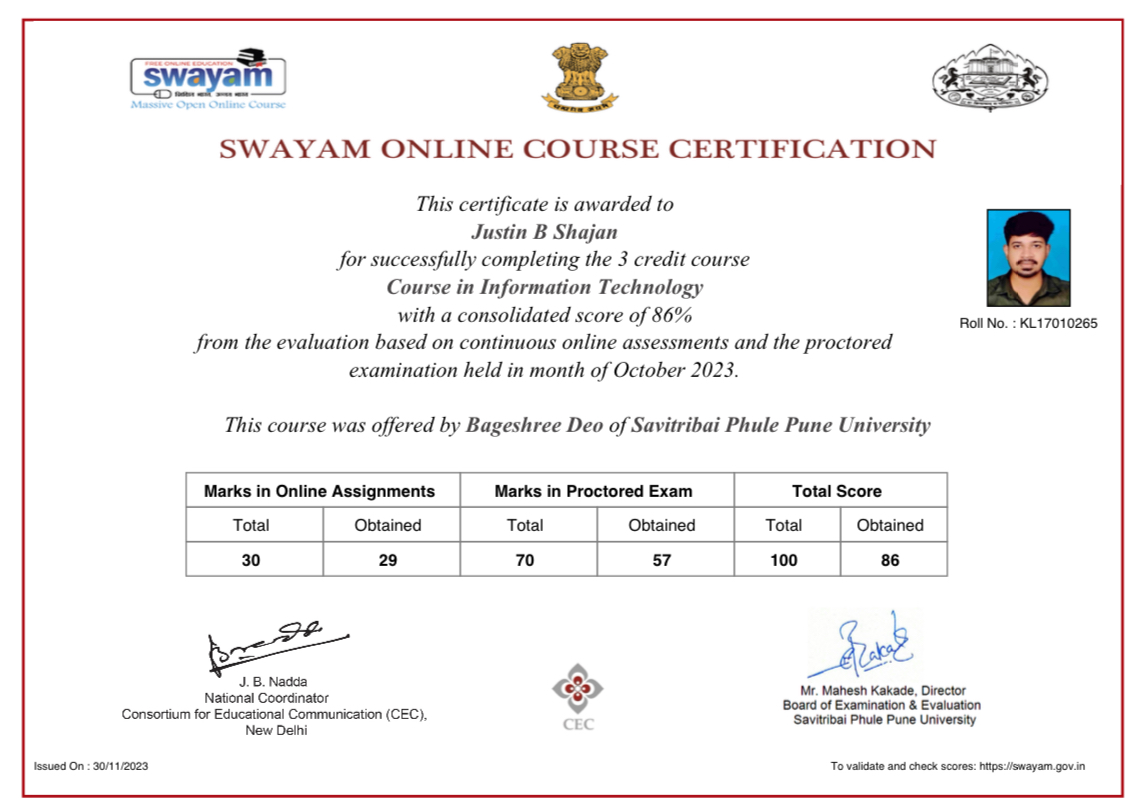 FREE ONLINE EDUCATION
swayam
शिक्षित भारत, उन्नत भारत
Massive Open Online Course
SWAYAM ONLINE COURSE CERTIFICATION
This certificate is awarded to
Justin B Shajan
for successfully completing the 3 credit course
Course in Information Technology
with a consolidated score of 86%
from the evaluation based on continuous online assessments and the proctored
examination held in month of October 2023.
Roll No. : KL17010265
This course was offered by Bageshree Deo of Savitribai Phule Pune University
Marks in Online Assignments Marks in Proctored Exam Total Score
Total Obtained Total Obtained Total Obtained
30 29 70 57 100 86
J. B. Nadda
National Coordinator
Consortium for Educational Communication (CEC),
New Delhi
CEC
Mr. Mahesh Kakade, Director
Board of Examination & Evaluation
Savitribai Phule Pune University
Issued On : 30/11/2023
To validate and check scores: https://swayam.gov.in